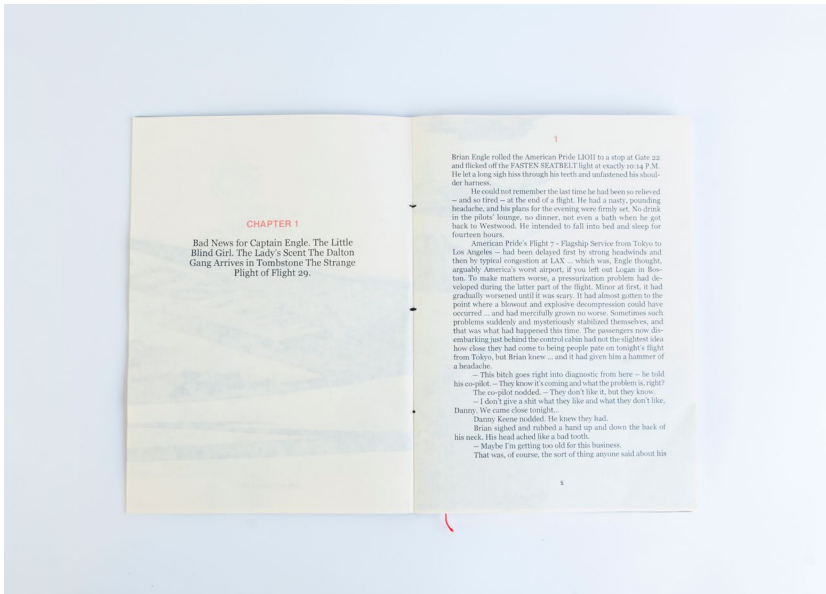 CHAPTER 1
Bad News for Captain Engle. The Little
Blind Girl. The Lady's Scent The Dalton
Gang Arrives in Tombstone The Strange
Plight of Flight 29.
1
Brian Engle rolled the American Pride LIOII to a stop at Gate 22
and flicked off the FASTEN SEATBELT light at exactly 10:14 P.M.
He let a long sigh hiss through his teeth and unfastened his shoul-
der harness.
He could not remember the last time he had been so relieved
— and so tired — at the end of a flight. He had a nasty, pounding
headache, and his plans for the evening were firmly set. No drink
in the pilots' lounge, no dinner, not even a bath when he got
back to Westwood. He intended to fall into bed and sleep for
fourteen hours.
American Pride's Flight 7 - Flagship Service from Tokyo to
Los Angeles — had been delayed first by strong headwinds and
then by typical congestion at LAX ... which was, Engle thought,
arguably America's worst airport, if you left out Logan in Bos-
ton. To make matters worse, a pressurization problem had de-
veloped during the latter part of the flight. Minor at first, it had
gradually worsened until it was scary. It had almost gotten to the
point where a blowout and explosive decompression could have
occurred ... and had mercifully grown no worse. Sometimes such
problems suddenly and mysteriously stabilized themselves, and
that was what had happened this time. The passengers now dis-
embarking just behind the control cabin had not the slightest idea
how close they had come to being people pate on tonight's flight
from Tokyo, but Brian knew ... and it had given him a hammer of
a headache.
— This bitch goes right into diagnostic from here — he told
his co-pilot. — They know it's coming and what the problem is, right?
The co-pilot nodded. — They don't like it, but they know.
— I don't give a shit what they like and what they don't like,
Danny. We came close tonight...
Danny Keene nodded. He knew they had.
Brian sighed and rubbed a hand up and down the back of
his neck. His head ached like a bad tooth.
— Maybe I'm getting too old for this business.
That was, of course, the sort of thing anyone said about his
5